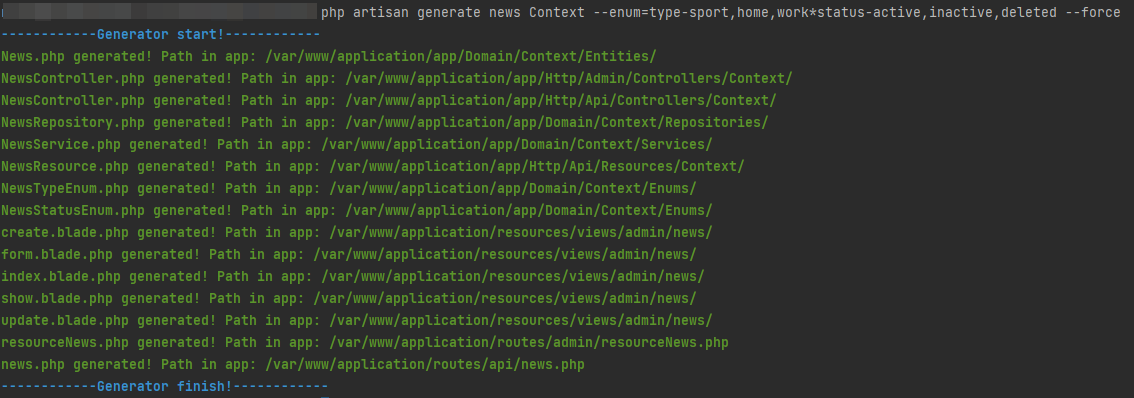 php artisan generate news Context --enum=type-sport,home,work*status-active,inactive,deleted --force
------------Generator start!------------
News.php generated! Path in app: /var/www/application/app/Domain/Context/Entities/
NewsController.php generated! Path in app: /var/www/application/app/Http/Admin/Controllers/Context/
NewsController.php generated! Path in app: /var/www/application/app/Http/Api/Controllers/Context/
NewsRepository.php generated! Path in app: /var/www/application/app/Domain/Context/Repositories/
NewsService.php generated! Path in app: /var/www/application/app/Domain/Context/Services/
NewsResource.php generated! Path in app: /var/www/application/app/Http/Api/Resources/Context/
NewsTypeEnum.php generated! Path in app: /var/www/application/app/Domain/Context/Enums/
NewsStatusEnum.php generated! Path in app: /var/www/application/app/Domain/Context/Enums/
create.blade.php generated! Path in app: /var/www/application/resources/views/admin/news/
form.blade.php generated! Path in app: /var/www/application/resources/views/admin/news/
index.blade.php generated! Path in app: /var/www/application/resources/views/admin/news/
show.blade.php generated! Path in app: /var/www/application/resources/views/admin/news/
update.blade.php generated! Path in app: /var/www/application/resources/views/admin/news/
resourceNews.php generated! Path in app: /var/www/application/routes/admin/resourceNews.php
news.php generated! Path in app: /var/www/application/routes/api/news.php
------------Generator finish!------------